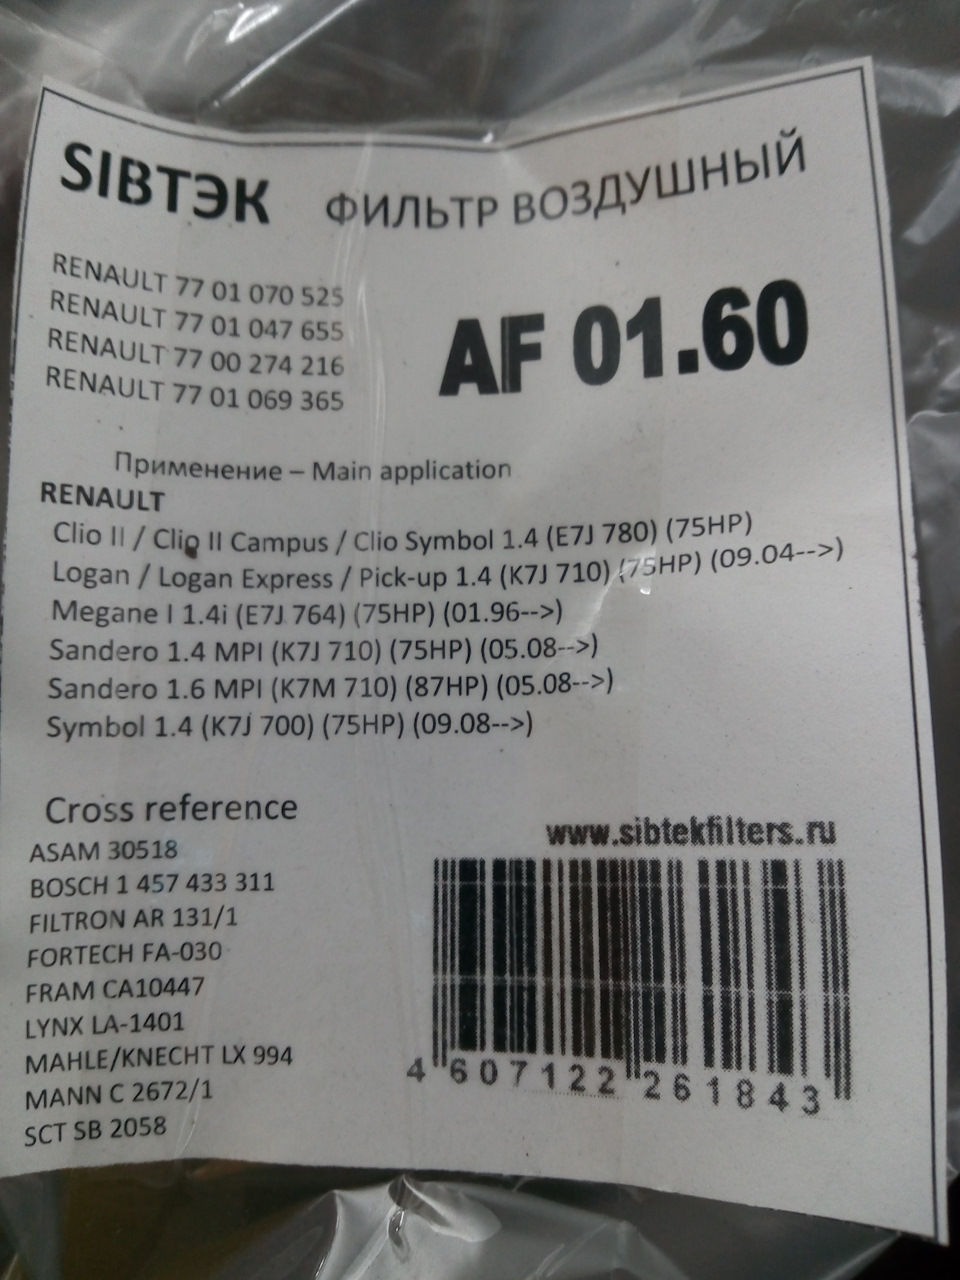 SIBTЭК ФИЛЬТР ВОЗДУШНЫЙ
RENAULT 77 01 070 525
RENAULT 77 01 047 655
RENAULT 77 00 274 216
RENAULT 77 01 069 365
AF 01.60
Применение – Main application
RENAULT
Clio II / Clio II Campus / Clio Symbol 1.4 (E7J 780) (75HP)
Logan / Logan Express / Pick-up 1.4 (K7J 710) (75HP) (09.04-->)
Megane I 1.4i (E7J 764) (75HP) (01.96-->)
Sandero 1.4 MPI (K7J 710) (75HP) (05.08-->)
Sandero 1.6 MPI (K7M 710) (87HP) (05.08-->)
Symbol 1.4 (K7J 700) (75HP) (09.08-->)
Cross reference
ASAM 30518
BOSCH 1 457 433 311
FILTRON AR 131/1
FORTECH FA-030
FRAM CA10447
LYNX LA-1401
MAHLE/KNECHT LX 994
MANN C 2672/1
SCT SB 2058
www.sibtekfilters.ru
4 607122 261843